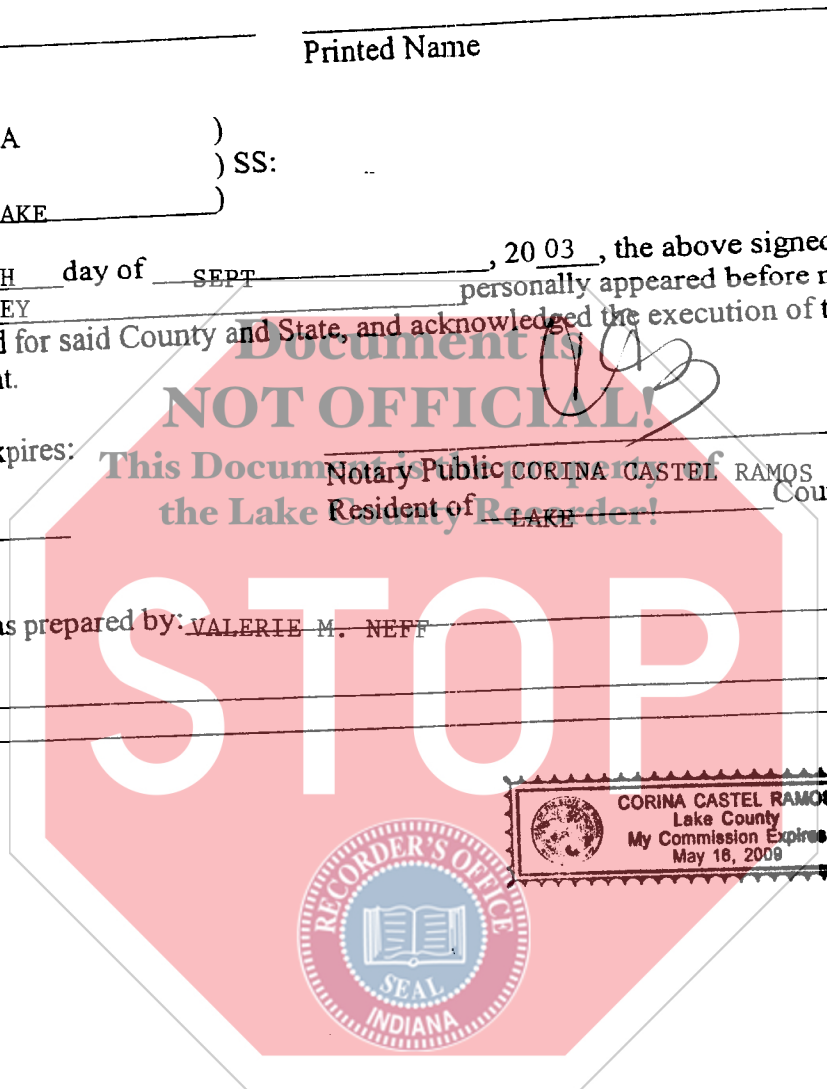 Printed Name
A )
) SS:
AKE )
H day of SEPT , 20 03 , the above signed
EY personally appeared before
for said County and State, and acknowledged the execution of
Document is
NOT OFFICIAL!
xpires:
This Document is the property of
the Lake County Recorder!
Notary Public CORINA CASTEL RAMOS
Resident of LAKE Cou
as prepared by: VALERIE M. NEFF
STOP
CORINA CASTEL RAMOS
Lake County
My Commission Expires
May 16, 2009
RECORDER'S OFFICE
SEAL
INDIANA